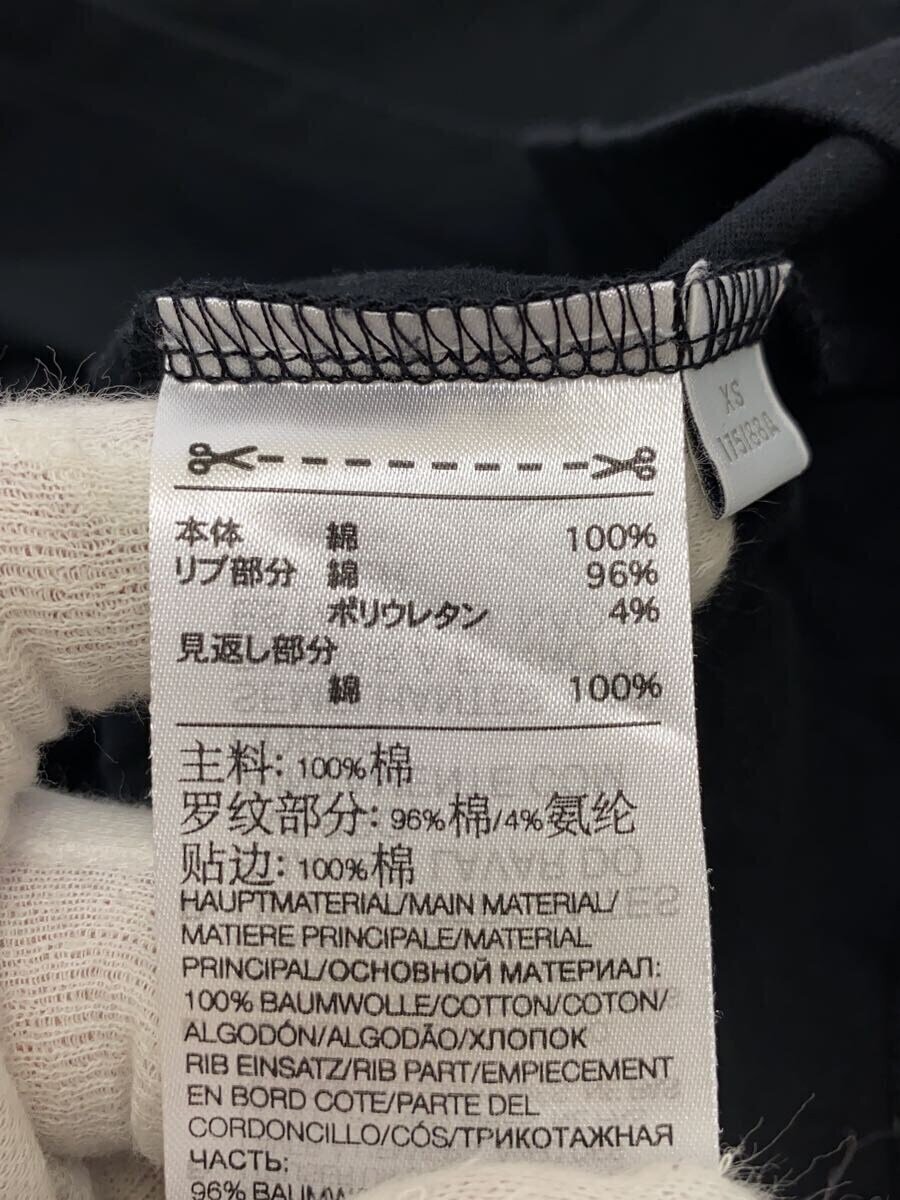 XS
175/88A
本体 綿 100%
リブ部分 綿 96%
ポリウレタン 4%
見返し部分
綿 100%
主料: 100%棉
罗纹部分: 96%棉/4%氨纶
贴边: 100%棉
HAUPTMATERIAL/MAIN MATERIAL/
MATIERE PRINCIPALE/MATERIAL
PRINCIPAL/ОСНОВНОЙ МАТЕРИАЛ:
100% BAUMWOLLE/COTTON/COTON/
ALGODÓN/ALGODÃO/ХЛОПОК
RIB EINSATZ/RIB PART/EMPIECEMENT
EN BORD COTE/PARTE DEL
CORDONCILLO/CÓS/ТРИКОТАЖНАЯ
ЧАСТЬ:
96%